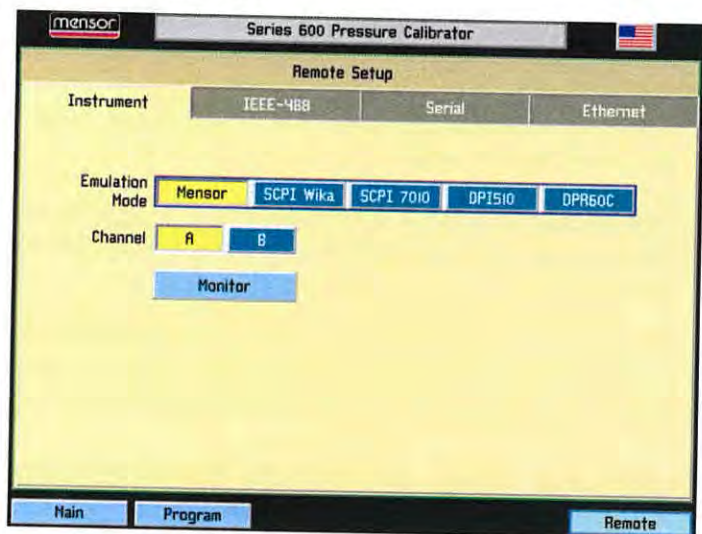 mensor
Series 600 Pressure Calibrator
Remote Setup
Instrument IEEE-488 Serial Ethernet
Emulation Mode
Mensor SCPI Wika SCPI 7010 DPI510 DPR60C
Channel A B
Monitor
Main Program Remote